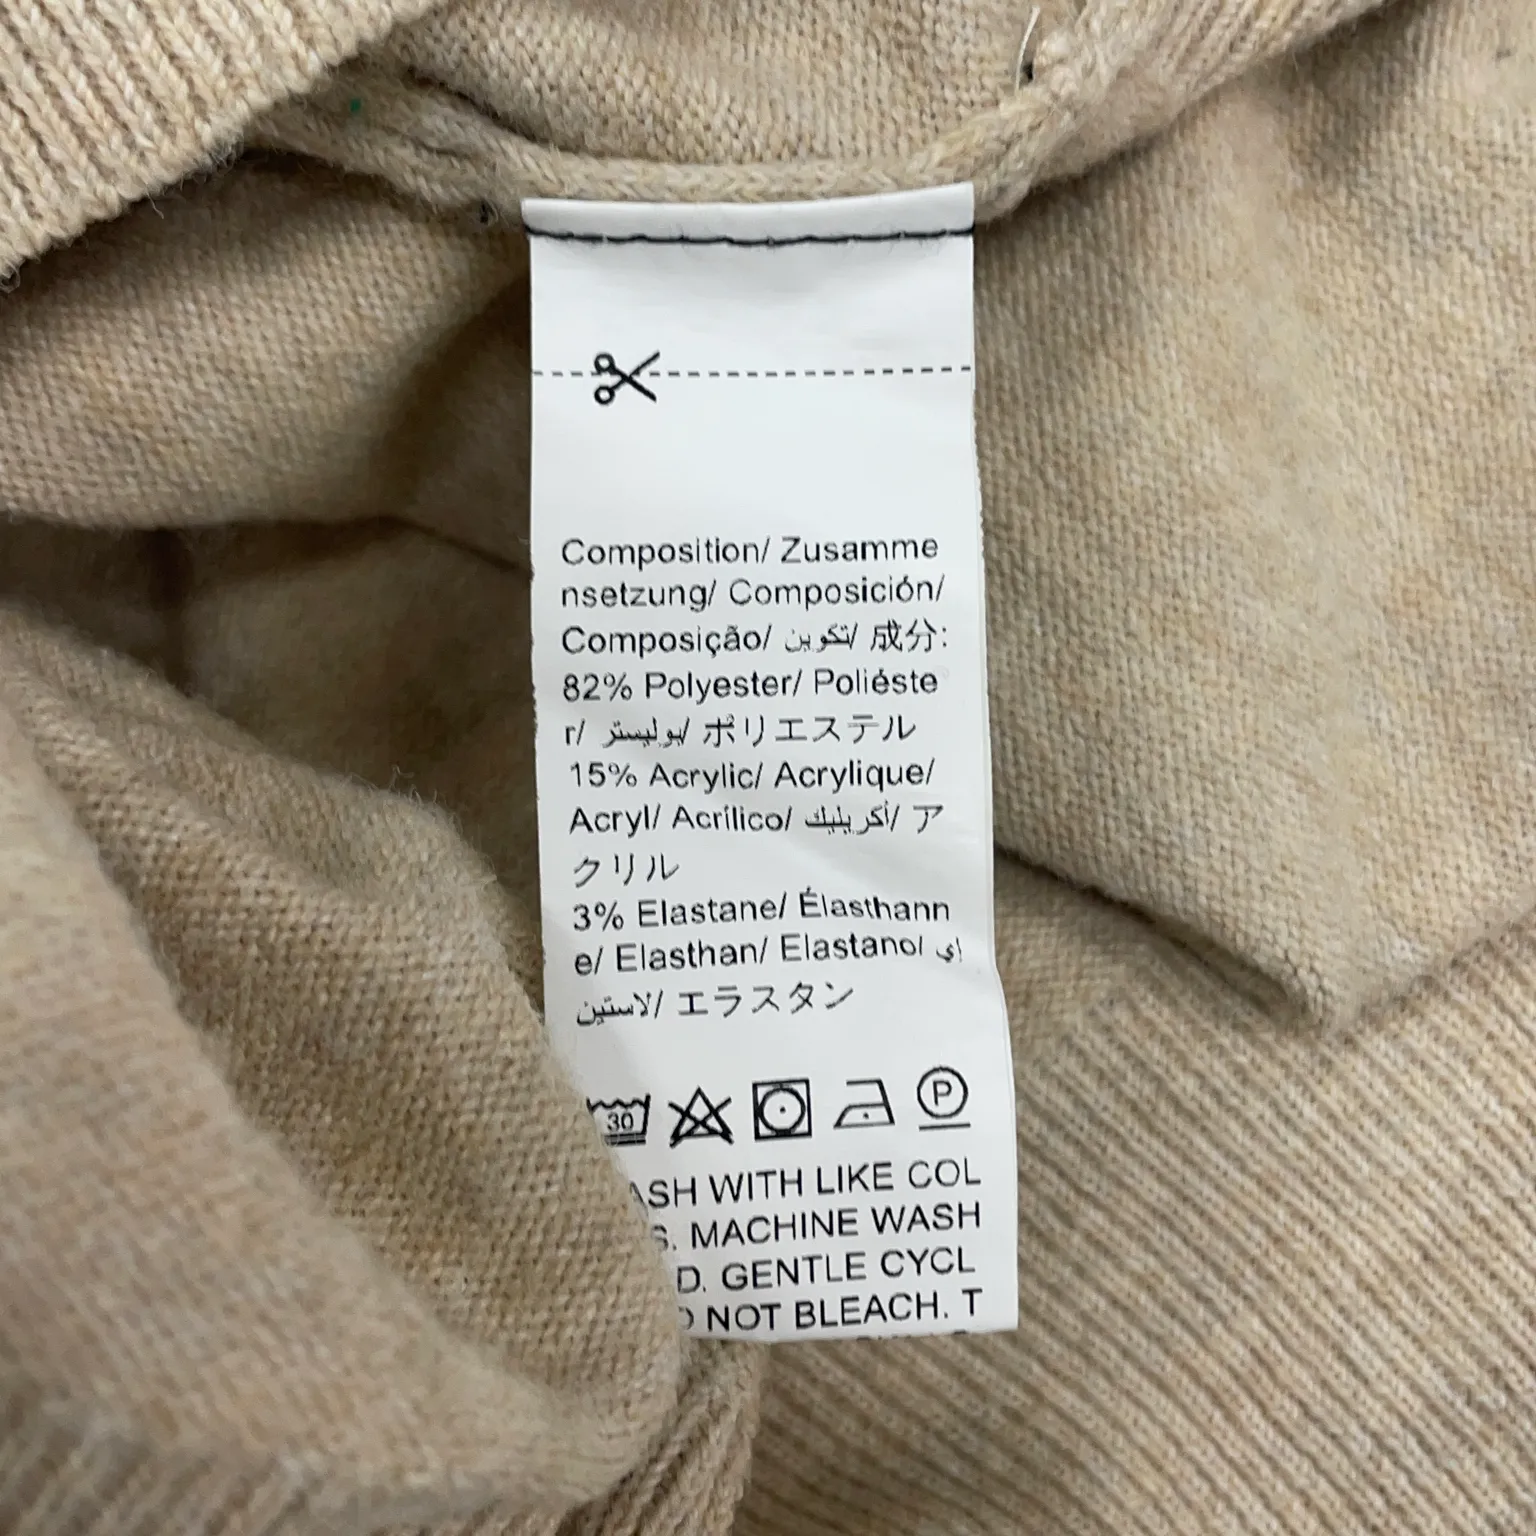 Composition/ Zusamme
nsetzung/ Composición/
Composição/ تكوين/ 成分:
82% Polyester/ Poliéste
r/ بوليستر/ ポリエステル
15% Acrylic/ Acrylique/
Acryl/ Acrílico/ أكريليك/ ア
クリル
3% Elastane/ Élasthann
e/ Elasthan/ Elastano/ إي
لاستين/ エラスタン
30 P
ASH WITH LIKE COL
S. MACHINE WASH
D. GENTLE CYCL
O NOT BLEACH. T